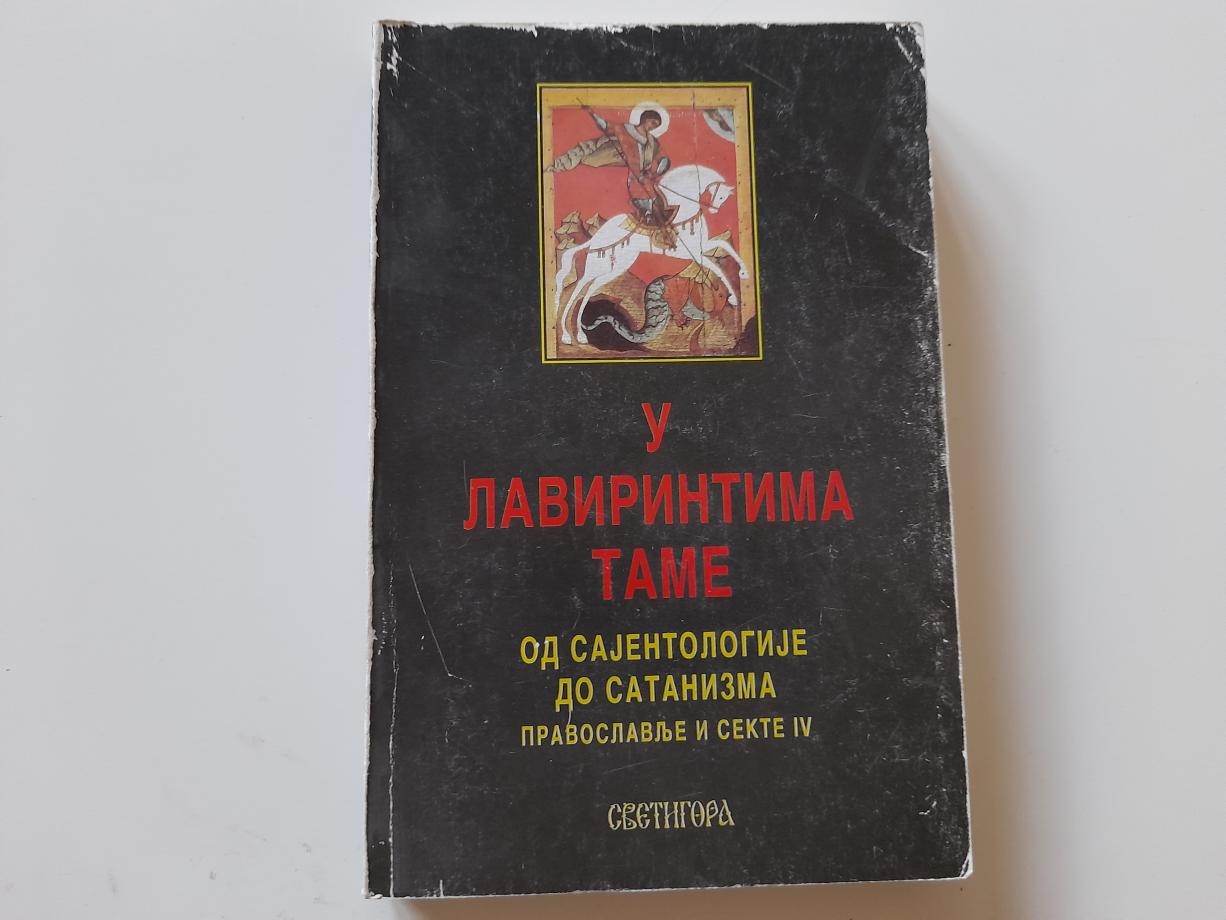 У
ЛАВИРИНТИМА
ТАМЕ
ОД САЈЕНТОЛОГИЈЕ
ДО САТАНИЗМА
ПРАВОСЛАВЉЕ И СЕКТЕ IV
СВЕТИГОРА